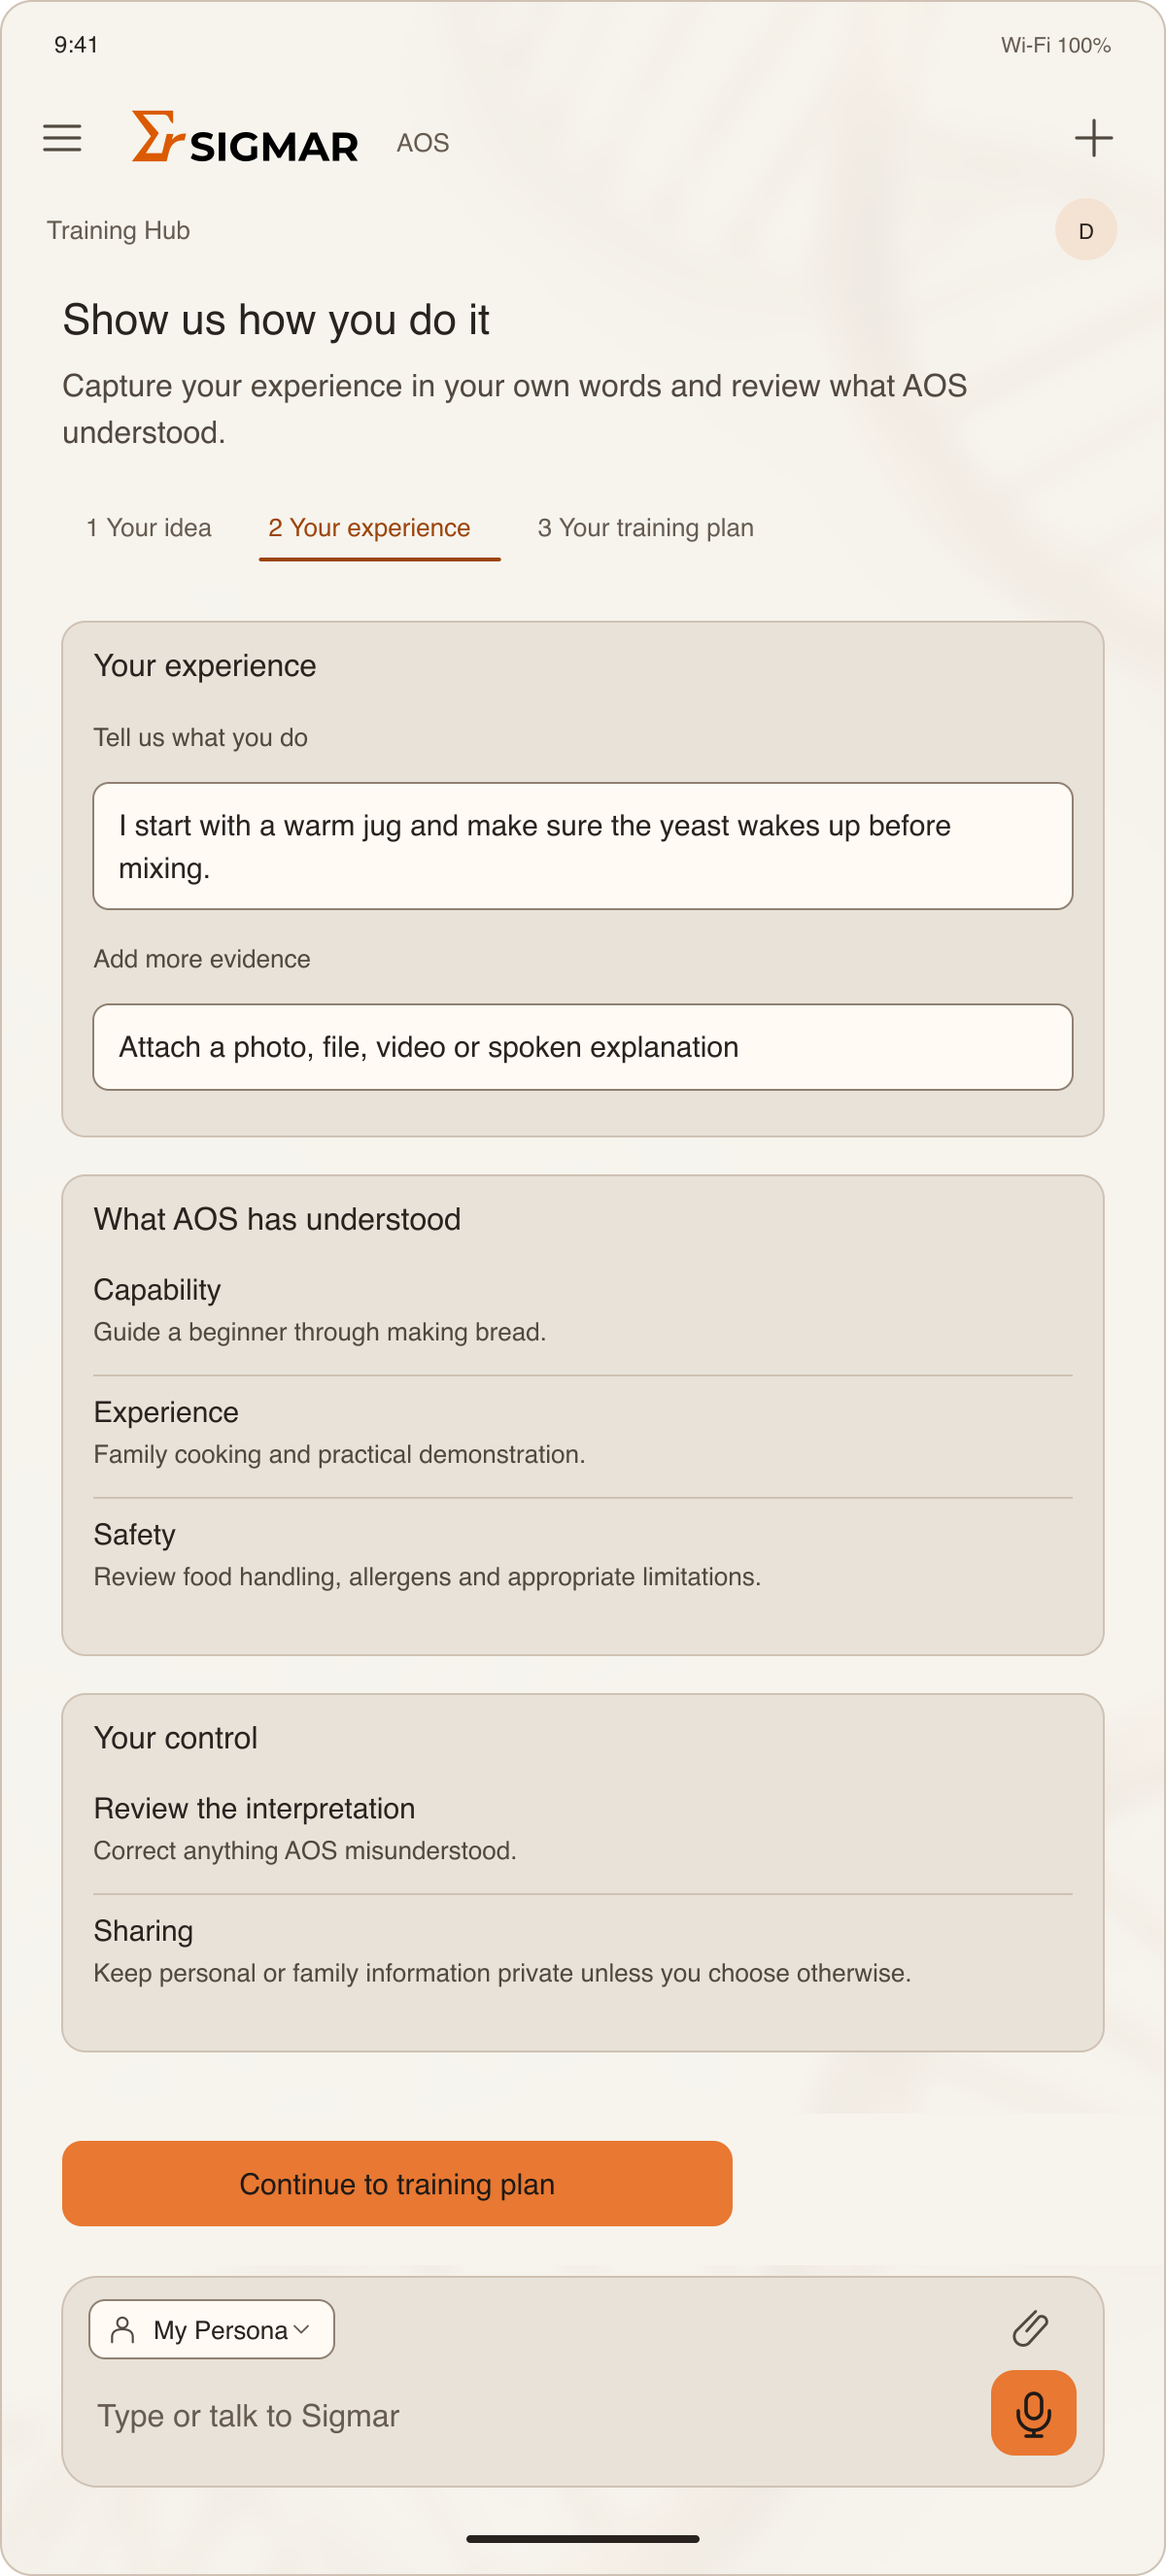 9:41
Wi-Fi 100%
Σr SIGMAR AOS
Training Hub
D
Show us how you do it
Capture your experience in your own words and review what AOS
understood.
1 Your idea
2 Your experience
3 Your training plan
Your experience
Tell us what you do
I start with a warm jug and make sure the yeast wakes up before
mixing.
Add more evidence
Attach a photo, file, video or spoken explanation
What AOS has understood
Capability
Guide a beginner through making bread.
Experience
Family cooking and practical demonstration.
Safety
Review food handling, allergens and appropriate limitations.
Your control
Review the interpretation
Correct anything AOS misunderstood.
Sharing
Keep personal or family information private unless you choose otherwise.
Continue to training plan
My Persona
Type or talk to Sigmar